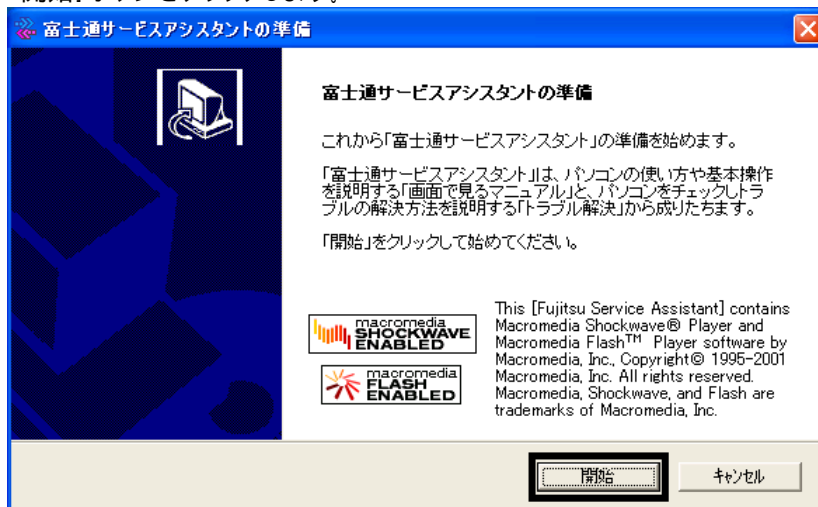 富士通サービスアシスタントの準備
富士通サービスアシスタントの準備
これから「富士通サービスアシスタント」の準備を始めます。
「富士通サービスアシスタント」は、パソコンの使い方や基本操作
を説明する「画面で見るマニュアル」と、パソコンをチェックしトラ
ブルの解決方法を説明する「トラブル解決」から成りたちます。
「開始」をクリックして始めてください。
macromedia
SHOCKWAVE
ENABLED
macromedia
FLASH
ENABLED
This [Fujitsu Service Assistant] contains
Macromedia Shockwave® Player and
Macromedia Flash™ Player software by
Macromedia, Inc., Copyright© 1995-2001
Macromedia, Inc. All rights reserved.
Macromedia, Shockwave, and Flash are
trademarks of Macromedia, Inc.
開始
キャンセル